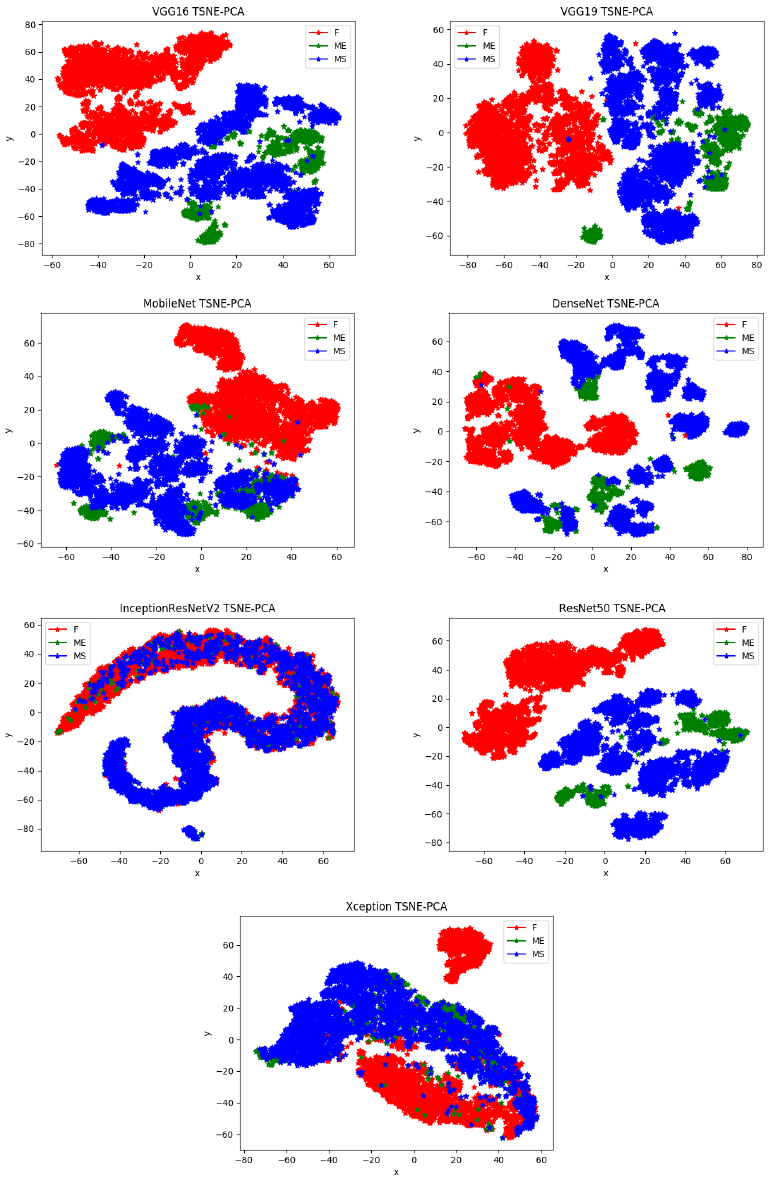 VGG16 TSNE-PCA
F
ME
MS
80
60
40
20
0
−20
−40
−60
−80
y
−60 −40 −20 0 20 40 60
x
VGG19 TSNE-PCA
F
ME
MS
60
40
20
0
−20
−40
−60
y
−80 −60 −40 −20 0 20 40 60 80
x
MobileNet TSNE-PCA
F
ME
MS
60
40
20
0
−20
−40
−60
y
−60 −40 −20 0 20 40 60
x
DenseNet TSNE-PCA
F
ME
MS
60
40
20
0
−20
−40
−60
y
−60 −40 −20 0 20 40 60 80
x
InceptionResNetV2 TSNE-PCA
F
ME
MS
60
40
20
0
−20
−40
−60
−80
y
−60 −40 −20 0 20 40 60
x
ResNet50 TSNE-PCA
F
ME
MS
60
40
20
0
−20
−40
−60
−80
y
−60 −40 −20 0 20 40 60
x
Xception TSNE-PCA
F
ME
MS
60
40
20
0
−20
−40
−60
y
−80 −60 −40 −20 0 20 40 60
x